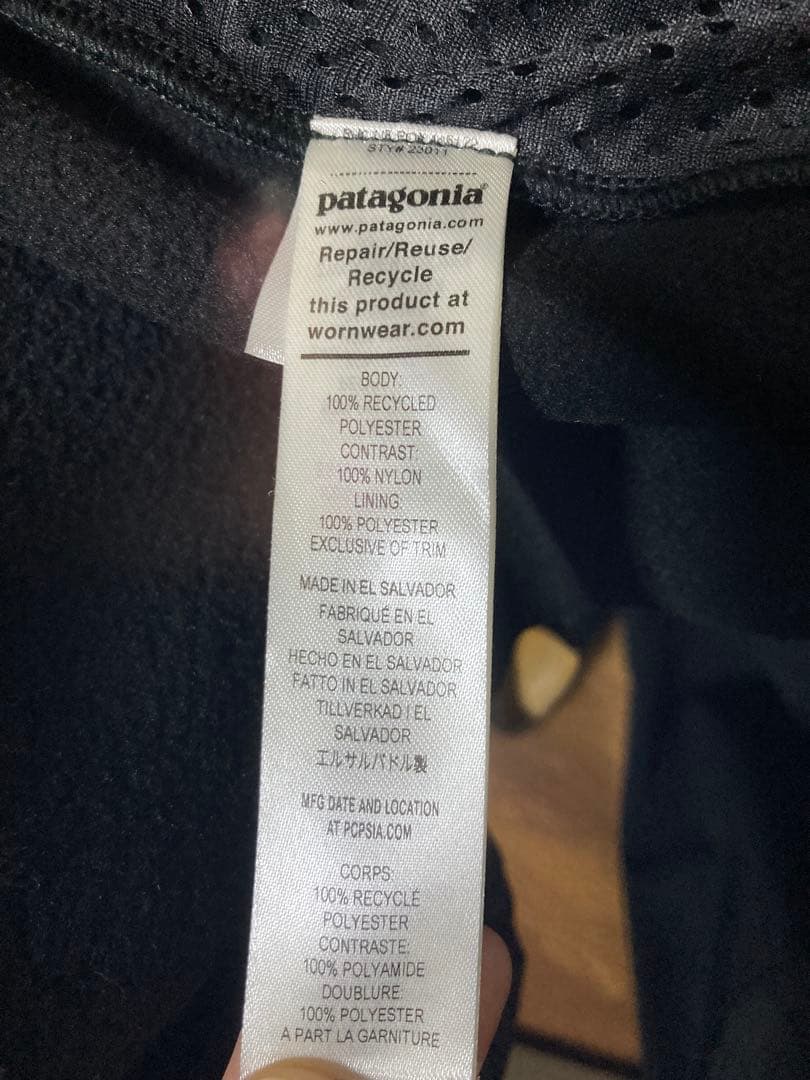 STY# 23011
patagonia®
www.patagonia.com
Repair/Reuse/
Recycle
this product at
wornwear.com
BODY:
100% RECYCLED
POLYESTER
CONTRAST:
100% NYLON
LINING:
100% POLYESTER
EXCLUSIVE OF TRIM
MADE IN EL SALVADOR
FABRIQUÉ EN EL
SALVADOR
HECHO EN EL SALVADOR
FATTO IN EL SALVADOR
TILLVERKAD I EL
SALVADOR
エルサルバドル製
MFG DATE AND LOCATION
AT PCPSIA.COM
CORPS:
100% RECYCLÉ
POLYESTER
CONTRASTE:
100% POLYAMIDE
DOUBLURE:
100% POLYESTER
A PART LA GARNITURE